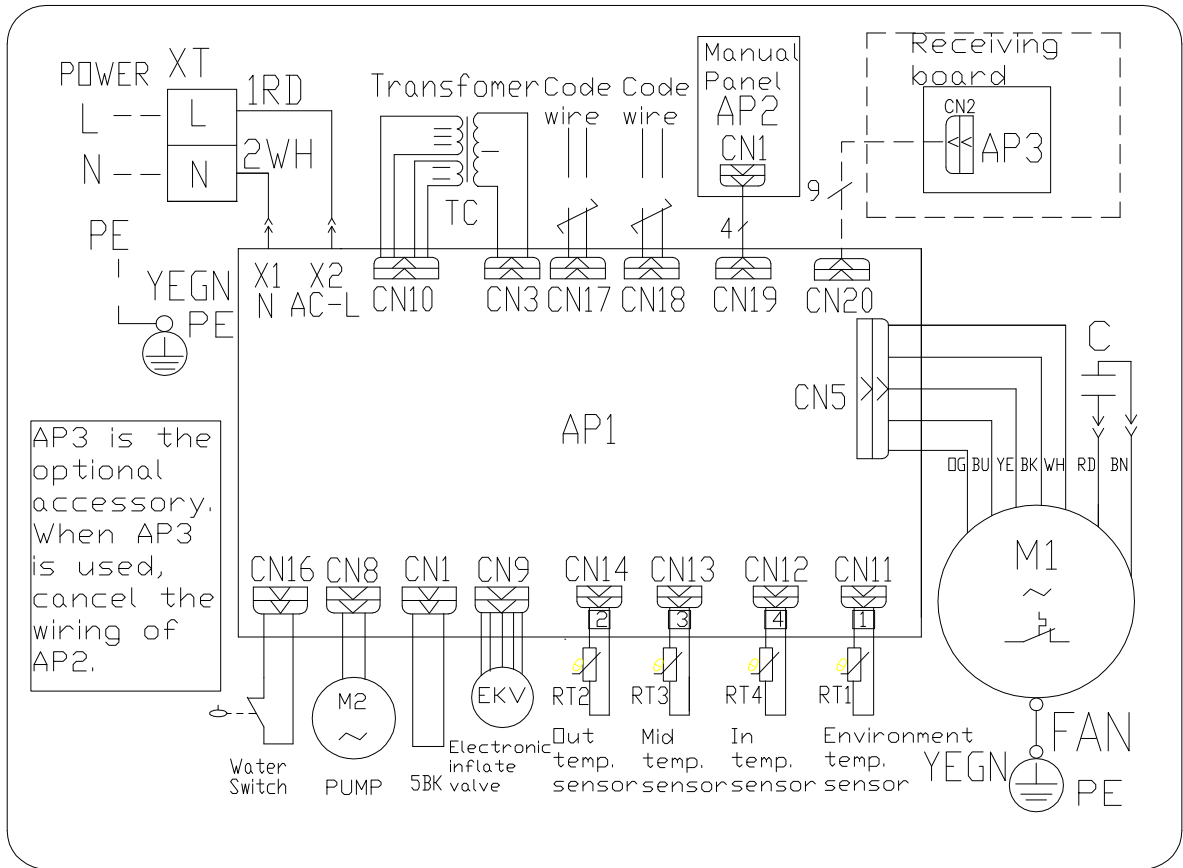 POWER XT
L L 1RD
N N 2WH
PE
YEGN
PE
Transfomer
TC
Code
wire
Code
wire
Manual
Panel
AP2
CN1
4
Receiving
board
CN2
AP3
9
X1
N
X2
AC-L
CN10
CN3
CN17
CN18
CN19
CN20
CN5
AP1
C
OG BU YE BK WH RD BN
AP3 is the
optional
accessory.
When AP3
is used,
cancel the
wiring of
AP2.
CN16
CN8
CN1
CN9
CN14
CN13
CN12
CN11
2
3
4
1
M1
~
M2
~
EKV
RT2
RT3
RT4
RT1
Water
Switch
PUMP
5BK
Electronic
inflate
valve
Out
temp.
sensor
Mid
temp.
sensor
In
temp.
sensor
Environment
temp.
sensor
FAN
YEGN
PE